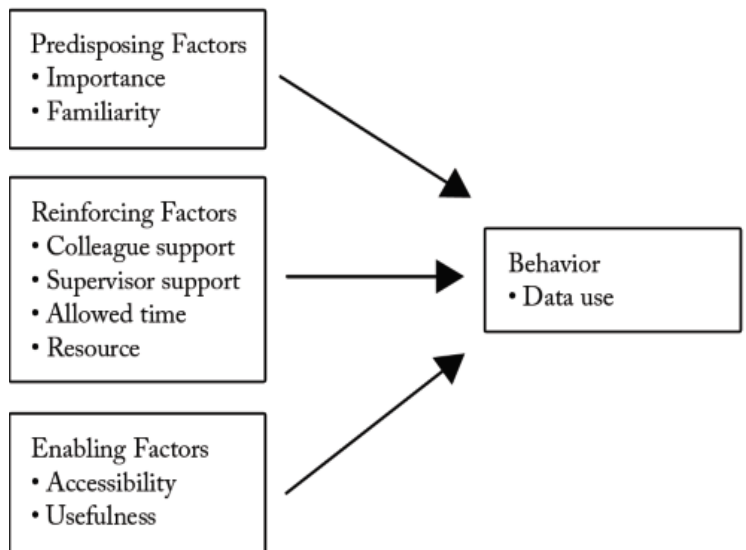 Predisposing Factors
• Importance
• Familiarity
Reinforcing Factors
• Colleague support
• Supervisor support
• Allowed time
• Resource
Enabling Factors
• Accessibility
• Usefulness
Behavior
• Data use